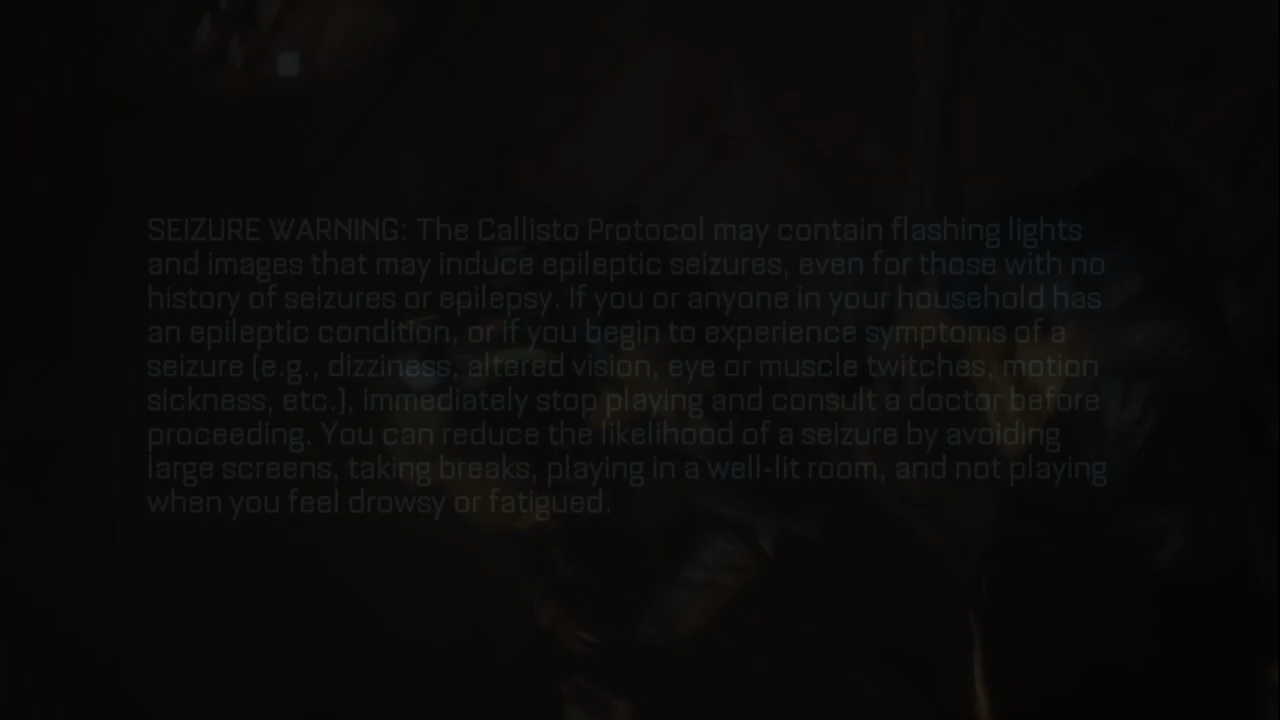 SEIZURE WARNING: The Callisto Protocol may contain flashing lights
and images that may induce epileptic seizures, even for those with no
history of seizures or epilepsy. If you or anyone in your household has
an epileptic condition, or if you begin to experience symptoms of a
seizure (e.g., dizziness, altered vision, eye or muscle twitches, motion
sickness, etc.), immediately stop playing and consult a doctor before
proceeding. You can reduce the likelihood of a seizure by avoiding
large screens, taking breaks, playing in a well-lit room, and not playing
when you feel drowsy or fatigued.